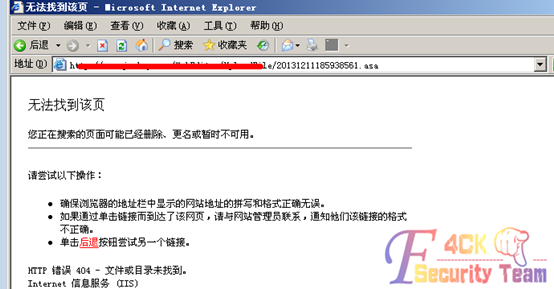 无法找到该页 - Microsoft Internet Explorer
文件(F) 编辑(E) 查看(V) 收藏(A) 工具(T) 帮助(H)
后退 搜索 收藏夹
地址(D) /20131211185938561.asa
无法找到该页
您正在搜索的页面可能已经删除、更名或暂时不可用。
请尝试以下操作：
确保浏览器的地址栏中显示的网站地址的拼写和格式正确无误。
如果通过单击链接而到达了该网页，请与网站管理员联系，通知他们该链接的格式
不正确。
单击后退按钮尝试另一个链接。
HTTP 错误 404 - 文件或目录未找到。
Internet 信息服务 (IIS)
F4CK
Security Team